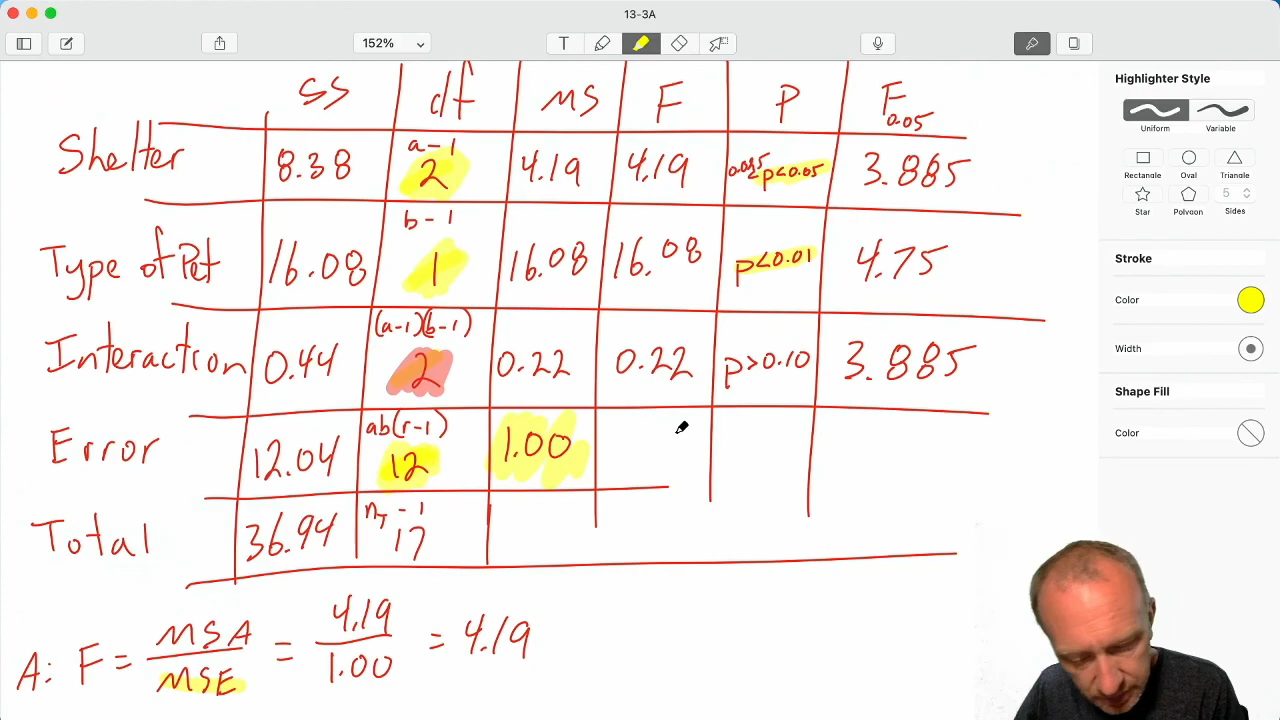 13-3A
152%
T
SS df MS F P F0.05
Shelter 8.38 a-1 2 4.19 4.19 p<0.05 3.885
Type of Pet 16.08 b-1 1 16.08 16.08 p<0.01 4.75
Interaction 0.44 (a-1)(b-1) 2 0.22 0.22 p>0.10 3.885
Error 12.04 ab(r-1) 12 1.00
Total 36.94 nT-1 17
A: F = MSA / MSE = 4.19 / 1.00 = 4.19
Highlighter Style
Uniform Variable
Rectangle Oval Triangle
Star Polygon 5 Sides
Stroke
Color
Width
Shape Fill
Color